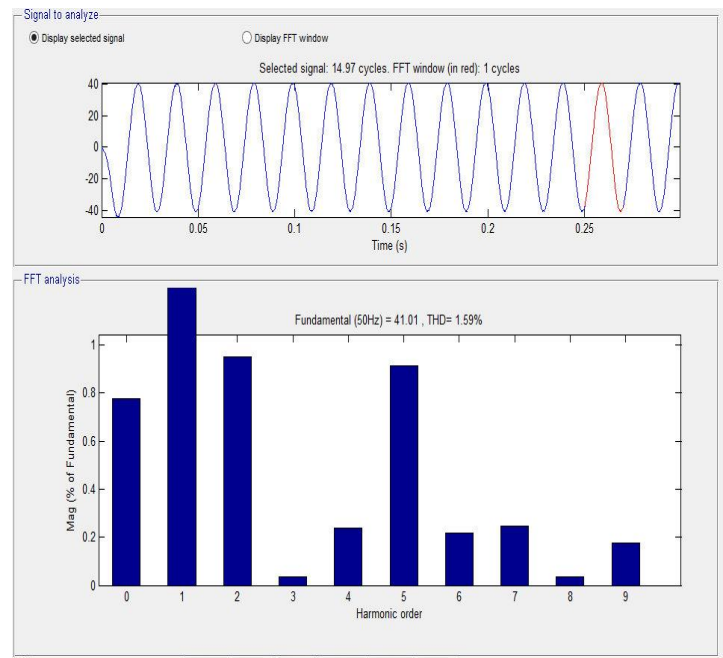 Signal to analyze
Display selected signal
Display FFT window
Selected signal: 14.97 cycles. FFT window (in red): 1 cycles
40
20
0
-20
-40
0 0.05 0.1 0.15 0.2 0.25
Time (s)
FFT analysis
Fundamental (50Hz) = 41.01 , THD= 1.59%
Mag (% of Fundamental)
1
0.8
0.6
0.4
0.2
0
0 1 2 3 4 5 6 7 8 9
Harmonic order